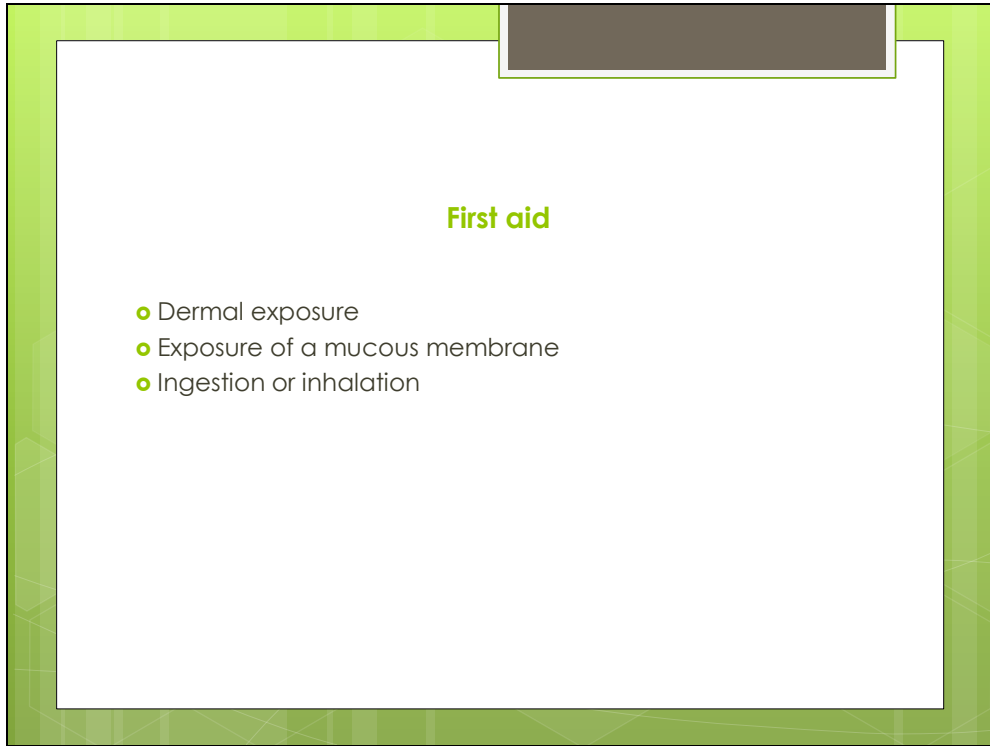 First aid
Dermal exposure
Exposure of a mucous membrane
Ingestion or inhalation